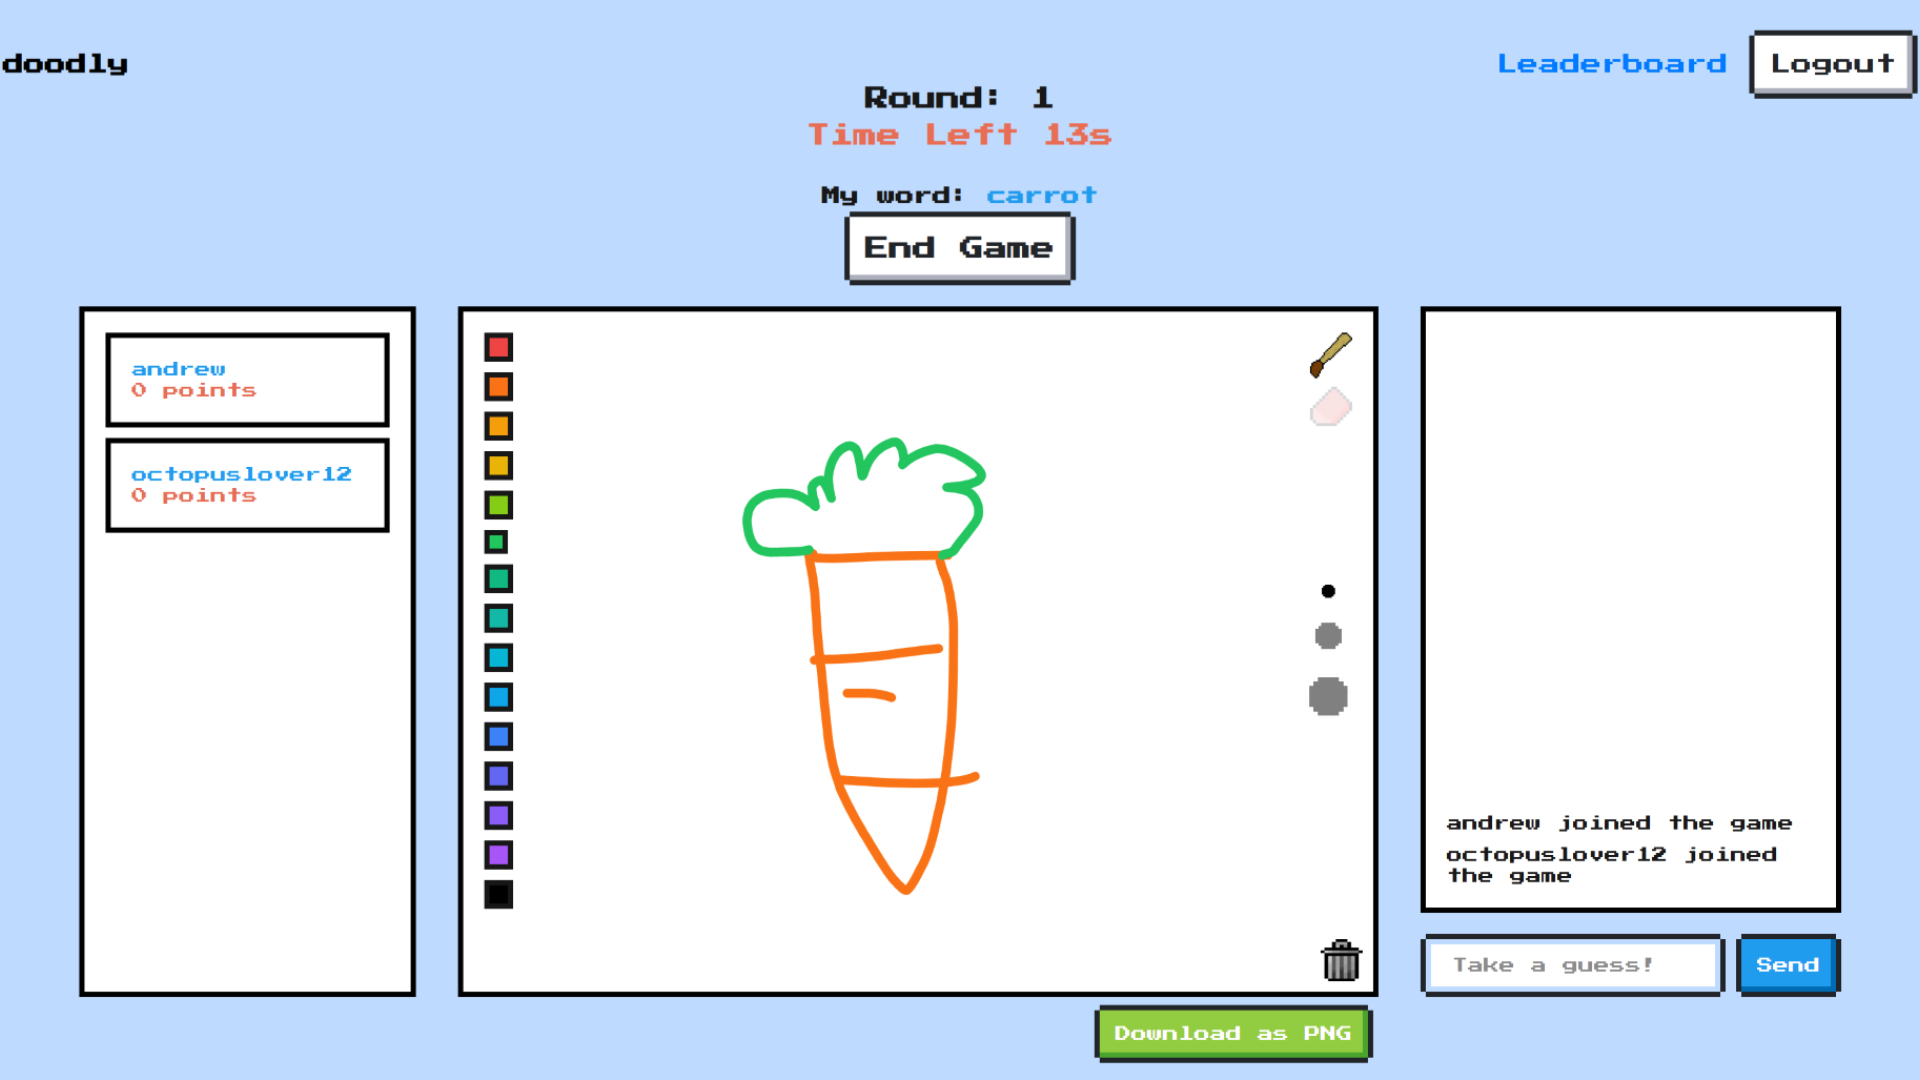 doodly
Leaderboard
Logout
Round: 1
Time Left 13s
My word: carrot
End Game
andrew
0 points
octopuslover12
0 points
andrew joined the game
octopuslover12 joined
the game
Take a guess!
Send
Download as PNG